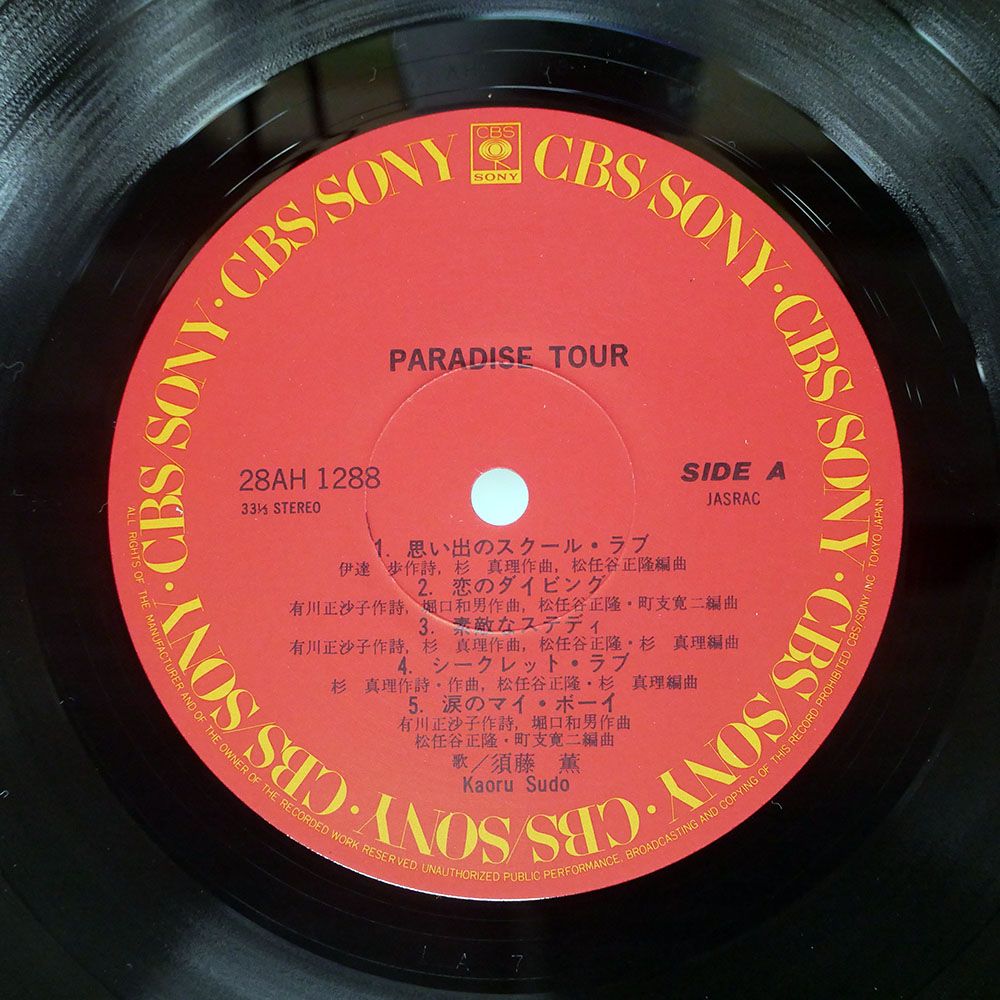 CBS
SONY
CBS/SONY · CBS/SONY · CBS/SONY · CBS/SONY · CBS/SONY · CBS/SONY · CBS/SONY · CBS/SONY
PARADISE TOUR
28AH 1288
33⅓ STEREO
SIDE A
JASRAC
1. 思い出のスクール・ラブ
伊達 歩作詩, 杉 真理作曲, 松任谷正隆編曲
2. 恋のダイビング
有川正沙子作詩, 堀口和男作曲, 松任谷正隆・町支寛二編曲
3. 素敵なステディ
有川正沙子作詩, 杉 真理作曲, 松任谷正隆・杉 真理編曲
4. シークレット・ラブ
杉 真理作詩・作曲, 松任谷正隆・杉 真理編曲
5. 涙のマイ・ボーイ
有川正沙子作詩, 堀口和男作曲
松任谷正隆・町支寛二編曲
歌／須藤 薫
Kaoru Sudo
ALL RIGHTS OF THE MANUFACTURER AND OF THE OWNER OF THE RECORDED WORK RESERVED. UNAUTHORIZED PUBLIC PERFORMANCE, BROADCASTING AND COPYING OF THIS RECORD PROHIBITED CBS/SONY INC. TOKYO, JAPAN
1 A 7